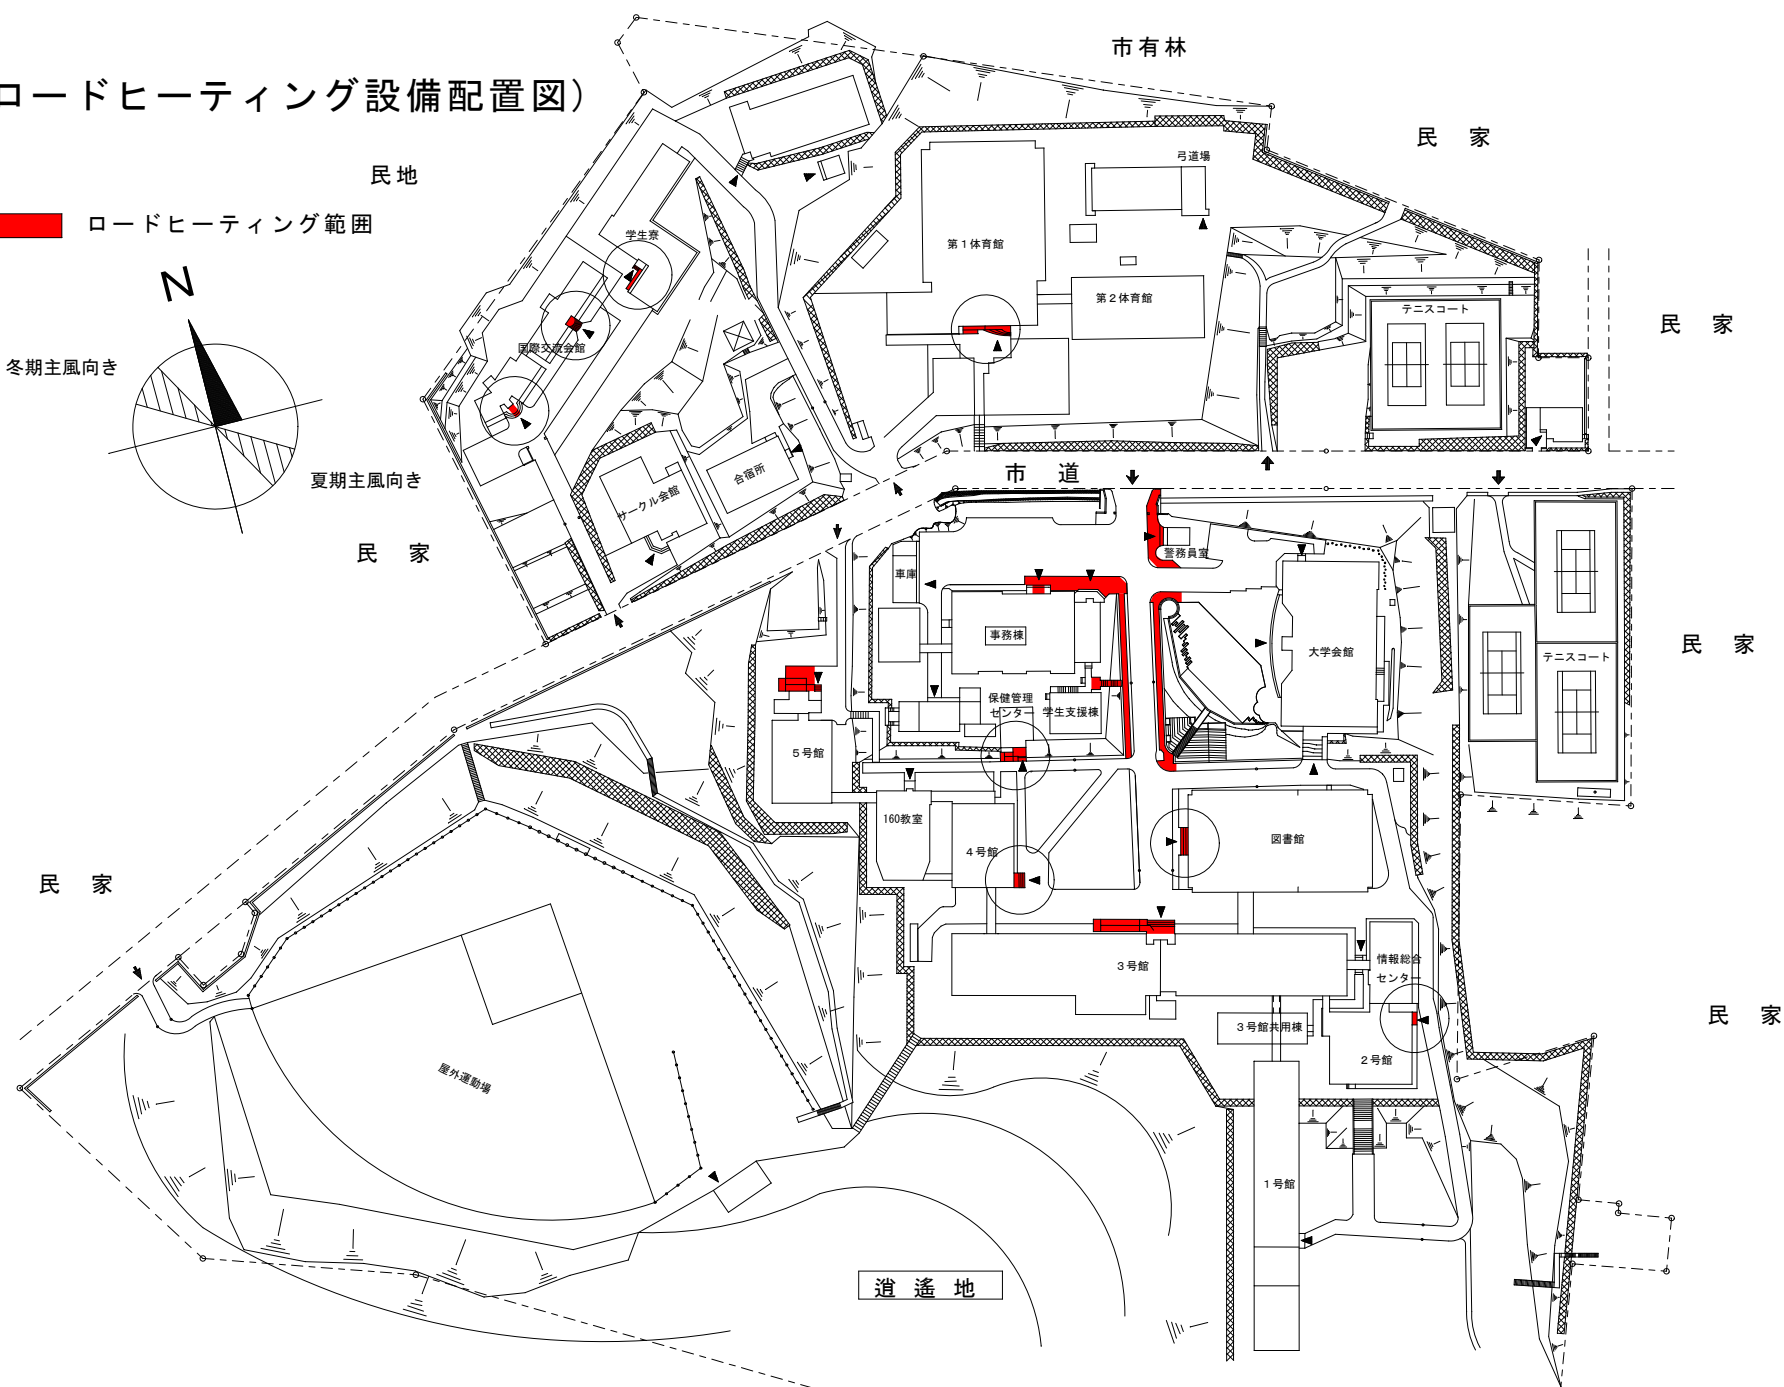 ロードヒーティング設備配置図)
市有林
民 家
民地
弓道場
ロードヒーティング範囲
学生寮
第１体育館
N
第２体育館
テニスコート
民 家
国際交流会館
冬期主風向き
夏期主風向き
合宿所
サークル会館
市 道
民 家
警務員室
車庫
事務棟
大学会館
民 家
テニスコート
保健管理
センター
学生支援棟
５号館
160教室
４号館
図書館
民 家
３号館
情報総合
センター
民 家
３号館共用棟
２号館
屋外運動場
１号館
逍 遙 地